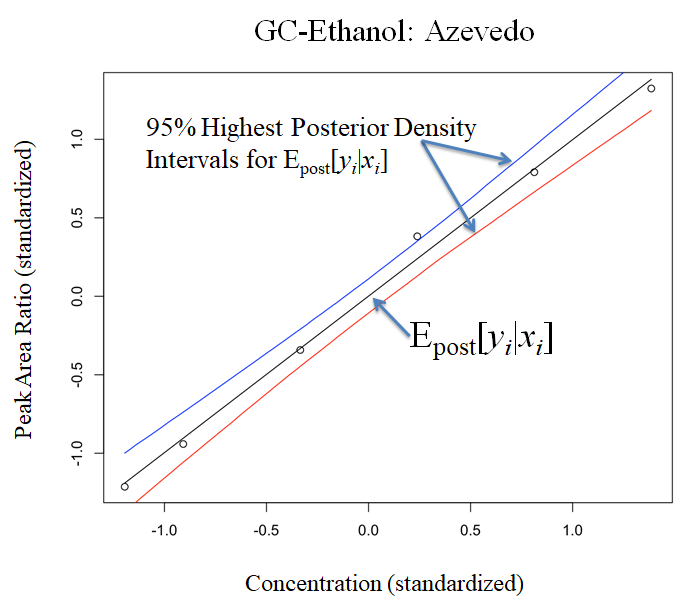 GC-Ethanol: Azevedo
95% Highest Posterior Density
Intervals for Epost[yi|xi]
Epost[yi|xi]
Peak Area Ratio (standardized)
1.0
0.5
0.0
-0.5
-1.0
-1.0 -0.5 0.0 0.5 1.0
Concentration (standardized)